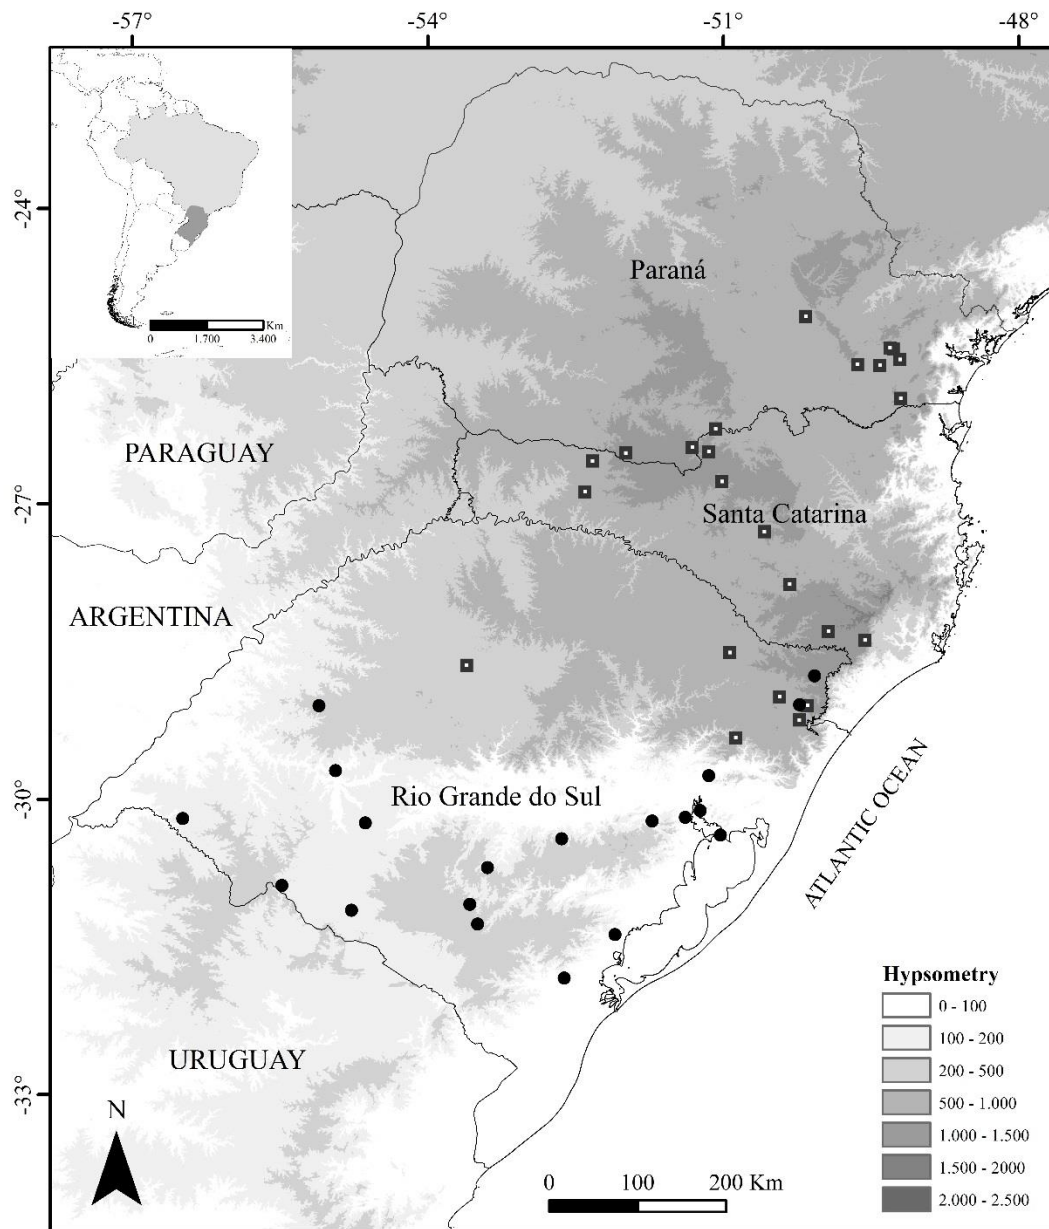 -57° -54° -51° -48°
0 1.700 3.400 Km
-24°
Paraná
PARAGUAY
-27°
Santa Catarina
ARGENTINA
-30°
Rio Grande do Sul
ATLANTIC OCEAN
Hypsometry
0 - 100
100 - 200
200 - 500
500 - 1.000
1.000 - 1.500
1.500 - 2000
2.000 - 2.500
URUGUAY
-33°
N
0 100 200 Km